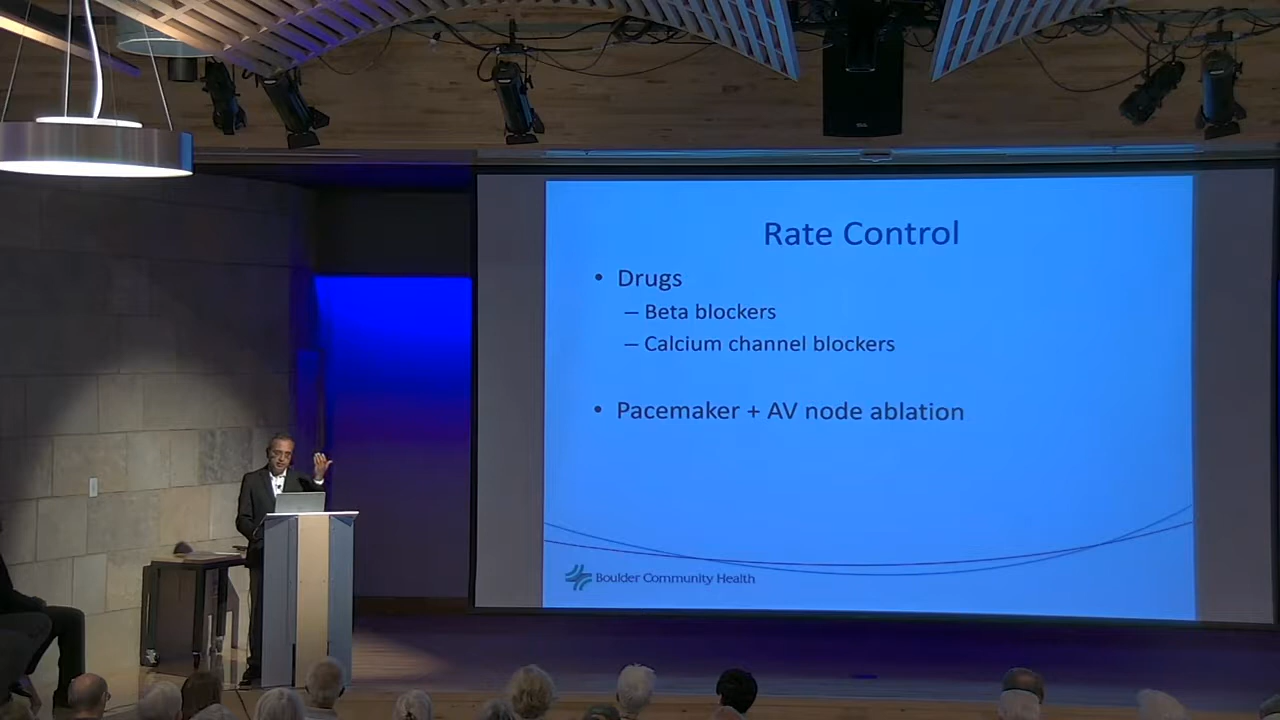 Rate Control
• Drugs
– Beta blockers
– Calcium channel blockers
• Pacemaker + AV node ablation
Boulder Community Health